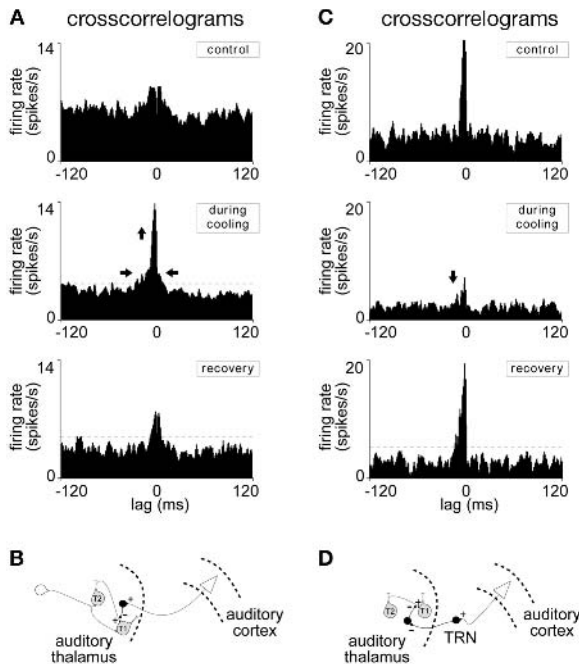 A
crosscorrelograms
14
control
firing rate
(spikes/s)
0
-120
0
120
14
during
cooling
firing rate
(spikes/s)
0
-120
0
120
14
recovery
firing rate
(spikes/s)
0
-120
0
120
lag (ms)
B
T2
+
+
-
T1
auditory
thalamus
auditory
cortex
C
crosscorrelograms
20
control
firing rate
(spikes/s)
0
-120
0
120
20
during
cooling
firing rate
(spikes/s)
0
-120
0
120
20
recovery
firing rate
(spikes/s)
0
-120
0
120
lag (ms)
D
T2
+
T1
-
-
+
TRN
auditory
thalamus
auditory
cortex